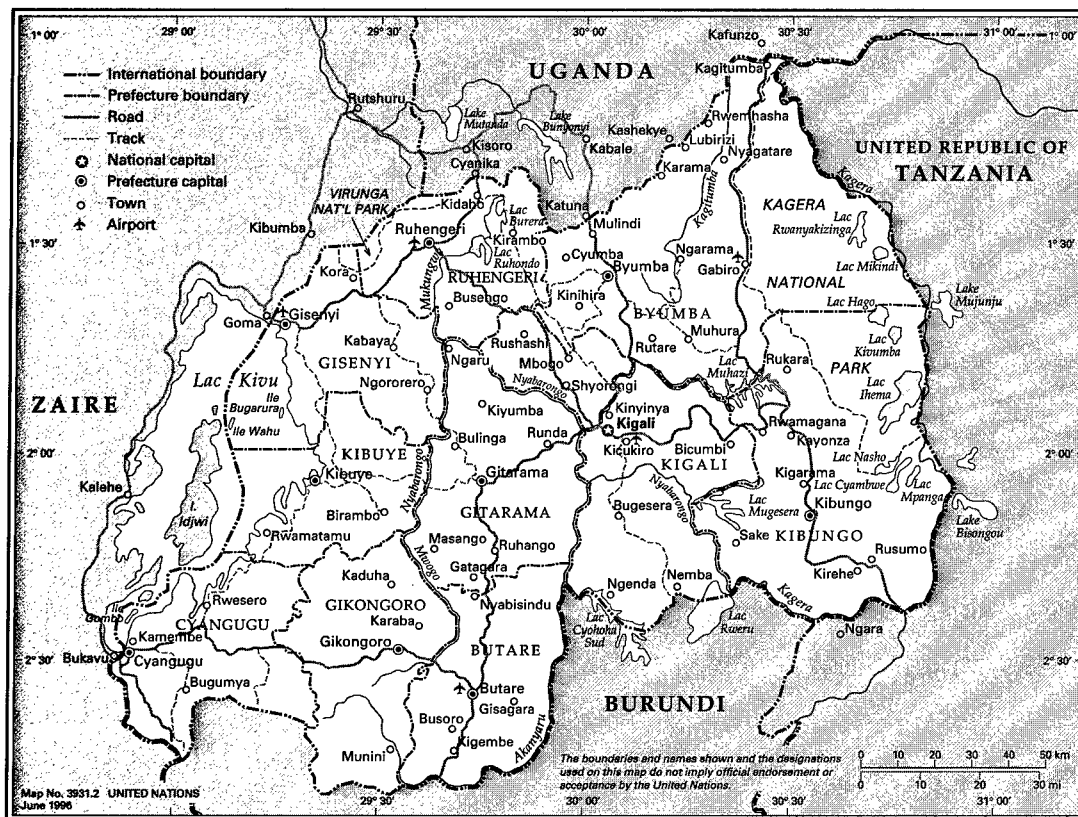 29° 00'
29° 30'
30° 00'
30° 30'
31° 00'
1° 00'
1° 00'
Kafunzo
International boundary
Prefecture boundary
Road
Track
National capital
Prefecture capital
Town
Airport
UGANDA
Kagitumba
Rutshuru
Lake
Mutanda
Lake
Bunyonyi
Kisoro
Cyanika
Kashekye
Kabale
Rwemhasha
Lubirizi
Nyagatare
Karama
UNITED REPUBLIC OF
TANZANIA
Kagera
VIRUNGA
NAT'L PARK
Kidaho
Katuna
Mulindi
Kagitumba
KAGERA
Lac
Rwanyakizinga
Kibumba
1° 30'
Ruhengeri
Lac
Burera
Kirambo
Lac
Ruhondo
Cyumba
Byumba
Ngarama
Gabiro
Lac Mikindi
1° 30'
Kora
Mukungwa
RUHENGERI
Busengo
Kinihira
BYUMBA
NATIONAL
Lac Hago
Lake
Mujunju
Goma
Gisenyi
Kabaya
GISENYI
Ngaru
Rushashi
Mbogo
Rutare
Muhura
Lac
Muhazi
Rukara
PARK
Lac
Kivumba
Lac
Ihema
ZAIRE
Lac Kivu
Ile
Bugarura
Ile Wahu
Ngororero
Nyabarongo
Shyorongi
Kiyumba
Kinyinya
Kigali
Rwamagana
Kayonza
2° 00'
KIBUYE
Bulinga
Runda
Kicukiro
Bicumbi
KIGALI
Lac Nasho
2° 00'
Kalehe
Kibuye
Nyabarongo
Gitarama
Kigarama
Lac Cyambwe
Lac
Mpanga
I.
Idjwi
Birambo
GITARAMA
Bugesera
Nyabarongo
Lac
Mugesera
Kibungo
KIBUNGO
Lake
Bisongou
Rwamatamu
Masango
Ruhango
Sake
Rusumo
Mwogo
Kaduha
Gatagara
Kirehe
Ile
Gombo
Rwesero
CYANGUGU
GIKONGORO
Karaba
Nyabisindu
Ngenda
Nemba
Kagera
Lac
Cyohoha
Sud
Lac
Rweru
Ngara
Kamembe
Bukavu
Cyangugu
Gikongoro
BUTARE
2° 30'
2° 30'
Bugumya
Butare
Gisagara
BURUNDI
Busoro
Munini
Kigembe
Akanyaru
The boundaries and names shown and the designations
used on this map do not imply official endorsement or
acceptance by the United Nations.
0 10 20 30 40 50 km
0 10 20 30 mi
Map No. 3931.2 UNITED NATIONS
June 1996
29° 30'
30° 00'
30° 30'
31° 00'